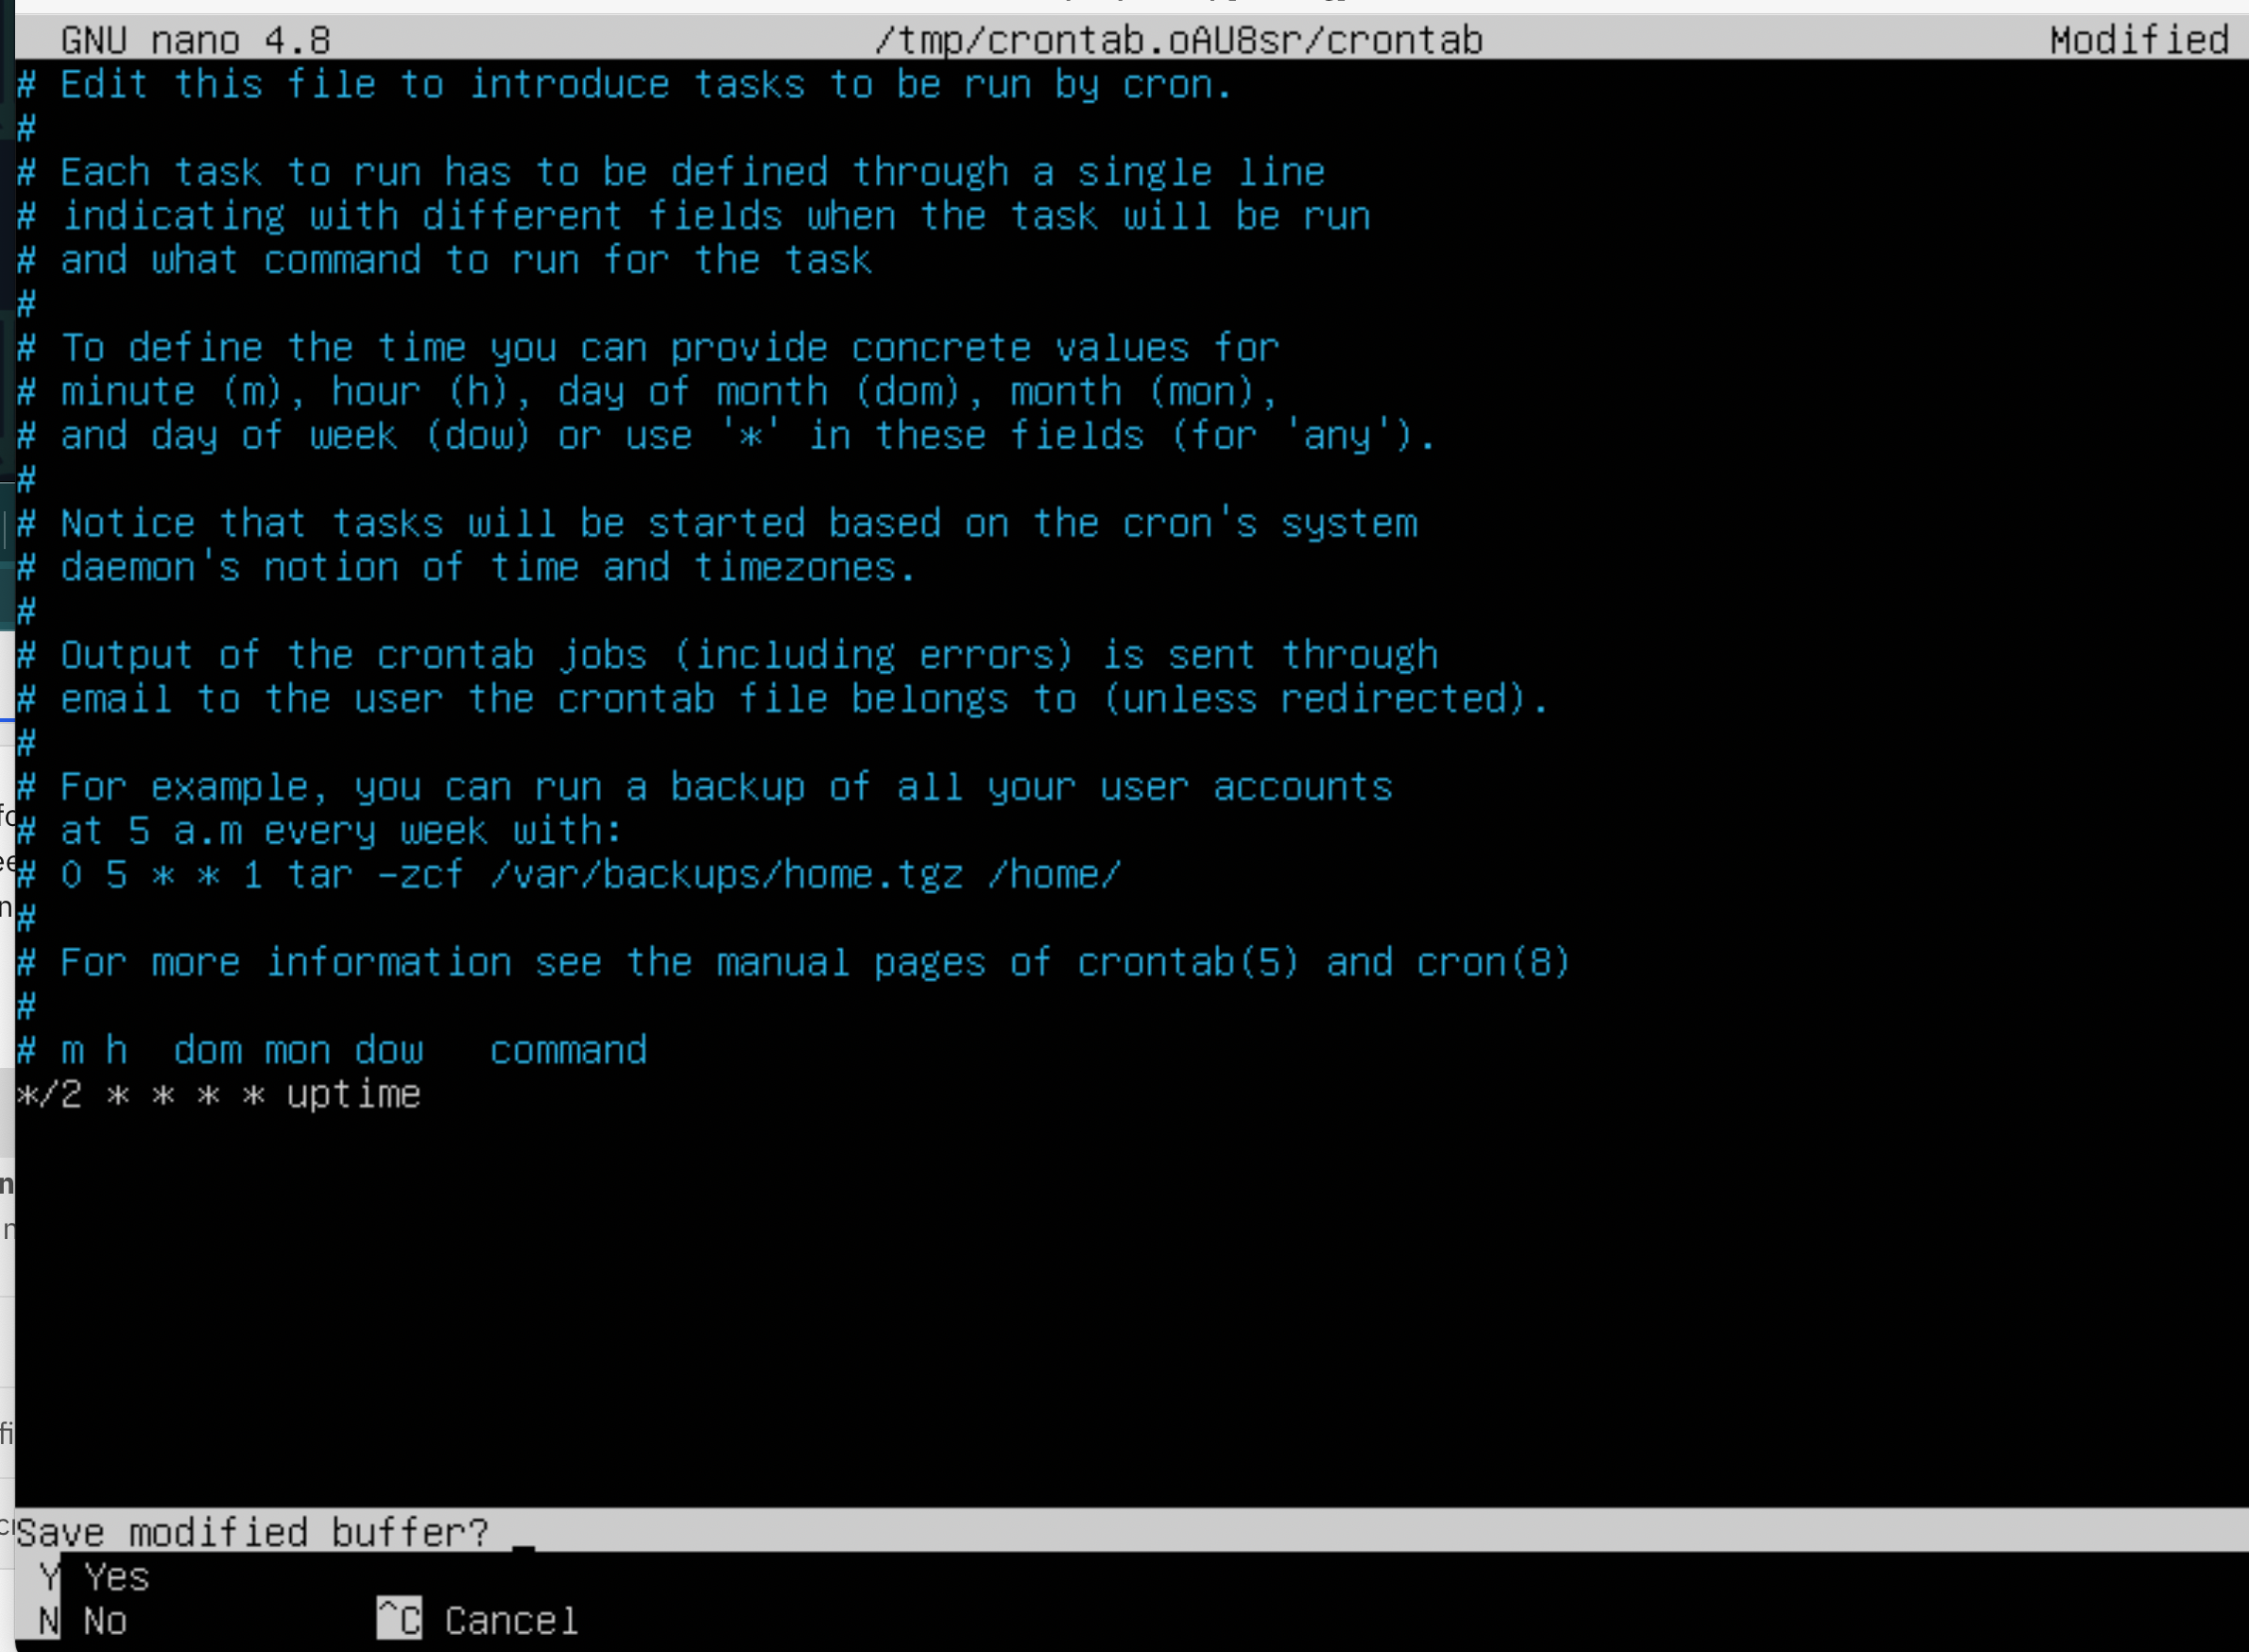 GNU nano 4.8 /tmp/crontab.oAU8sr/crontab Modified
# Edit this file to introduce tasks to be run by cron.
#
# Each task to run has to be defined through a single line
# indicating with different fields when the task will be run
# and what command to run for the task
#
# To define the time you can provide concrete values for
# minute (m), hour (h), day of month (dom), month (mon),
# and day of week (dow) or use '*' in these fields (for 'any').
#
# Notice that tasks will be started based on the cron's system
# daemon's notion of time and timezones.
#
# Output of the crontab jobs (including errors) is sent through
# email to the user the crontab file belongs to (unless redirected).
#
# For example, you can run a backup of all your user accounts
# at 5 a.m every week with:
# 0 5 * * 1 tar -zcf /var/backups/home.tgz /home/
#
# For more information see the manual pages of crontab(5) and cron(8)
#
# m h  dom mon dow   command
*/2 * * * * uptime
Save modified buffer?
Y Yes
N No ^C Cancel